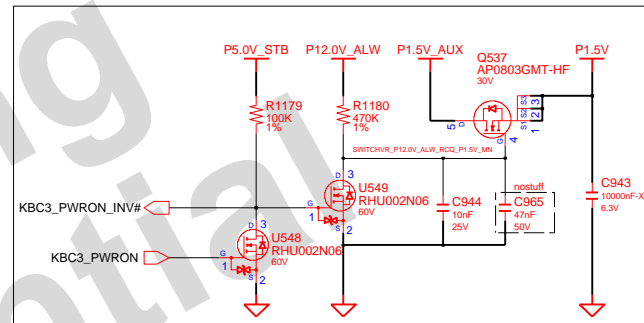 P5.0V_STB
P12.0V_ALW
P1.5V_AUX
P1.5V
Q537
AP0803GMT-HF
30V
S3 3
S2 2
S1 1
5 D
G 4
R1179
100K
1%
R1180
470K
1%
SWITCHVR_P12.0V_ALW_RCQ_P1.5V_MN
D 3
U549
RHU002N06
60V
G
1
S 2
C944
10nF
25V
nostuff
C965
47nF
50V
C943
10000nF-X
6.3V
KBC3_PWRON_INV#
D 3
U548
RHU002N06
60V
KBC3_PWRON
G
1
S 2